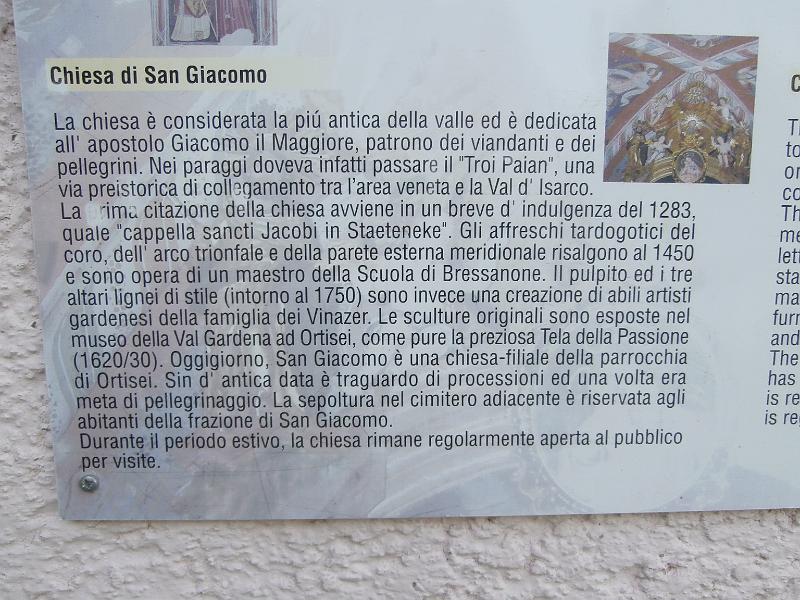 Chiesa di San Giacomo
La chiesa è considerata la piú antica della valle ed è dedicata
all' apostolo Giacomo il Maggiore, patrono dei viandanti e dei
pellegrini. Nei paraggi doveva infatti passare il "Troi Paian", una
via preistorica di collegamento tra l'area veneta e la Val d' Isarco.
La prima citazione della chiesa avviene in un breve d' indulgenza del 1283,
quale "cappella sancti Jacobi in Staeteneke". Gli affreschi tardogotici del
coro, dell' arco trionfale e della parete esterna meridionale risalgono al 1450
e sono opera di un maestro della Scuola di Bressanone. Il pulpito ed i tre
altari lignei di stile (intorno al 1750) sono invece una creazione di abili artisti
gardenesi della famiglia dei Vinazer. Le sculture originali sono esposte nel
museo della Val Gardena ad Ortisei, come pure la preziosa Tela della Passione
(1620/30). Oggigiorno, San Giacomo è una chiesa-filiale della parrocchia
di Ortisei. Sin d' antica data è traguardo di processioni ed una volta era
meta di pellegrinaggio. La sepoltura nel cimitero adiacente è riservata agli
abitanti della frazione di San Giacomo.
Durante il periodo estivo, la chiesa rimane regolarmente aperta al pubblico
per visite.